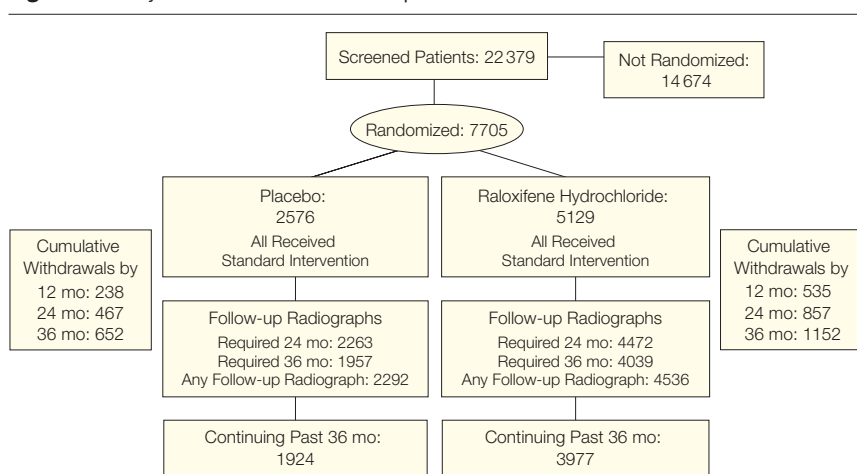 Screened Patients: 22379
Not Randomized:
14674
Randomized: 7705
Placebo:
2576
All Received
Standard Intervention
Raloxifene Hydrochloride:
5129
All Received
Standard Intervention
Cumulative
Withdrawals by
12 mo: 238
24 mo: 467
36 mo: 652
Cumulative
Withdrawals by
12 mo: 535
24 mo: 857
36 mo: 1152
Follow-up Radiographs
Required 24 mo: 2263
Required 36 mo: 1957
Any Follow-up Radiograph: 2292
Follow-up Radiographs
Required 24 mo: 4472
Required 36 mo: 4039
Any Follow-up Radiograph: 4536
Continuing Past 36 mo:
1924
Continuing Past 36 mo:
3977